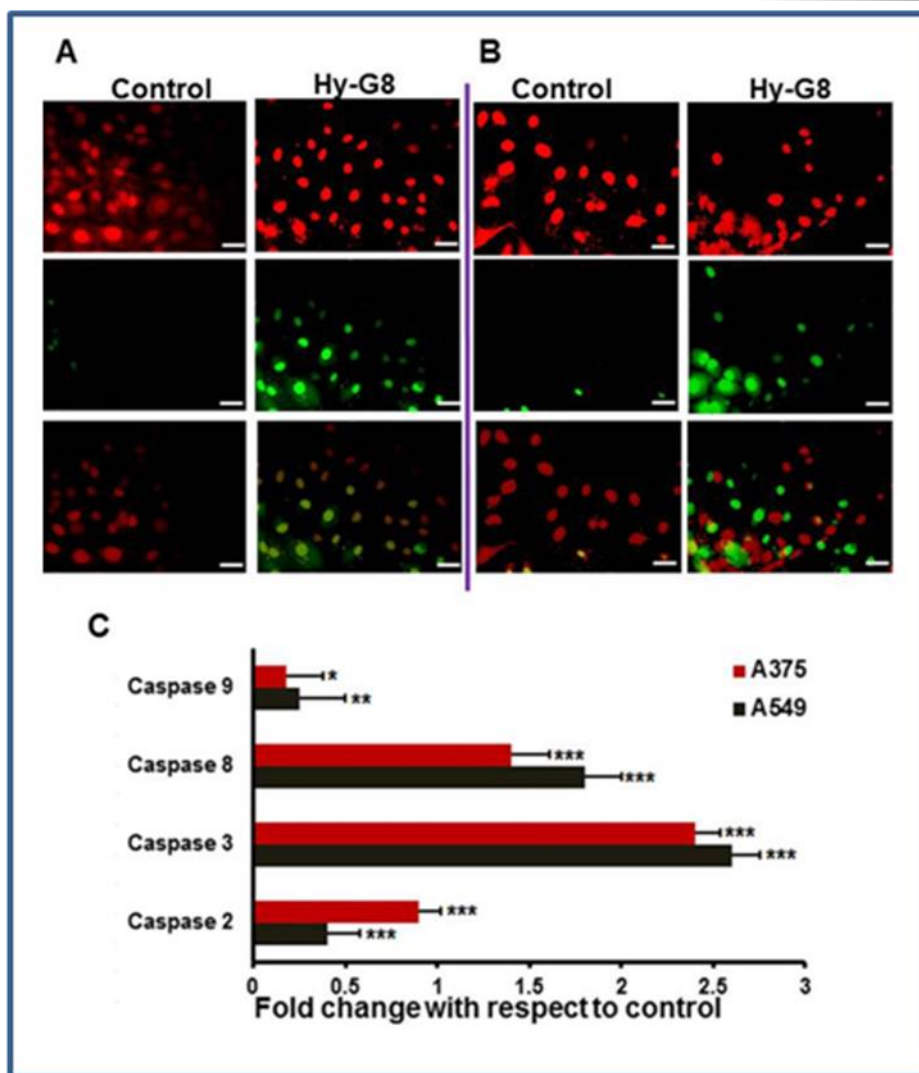 A
B
Control
Hy-G8
Control
Hy-G8
C
A375
A549
Caspase 9
*
**
Caspase 8
***
***
Caspase 3
***
***
Caspase 2
***
***
0 0.5 1 1.5 2 2.5 3
Fold change with respect to control